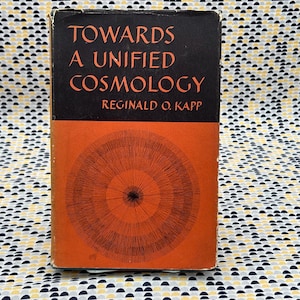 TOWARDS
A UNIFIED
COSMOLOGY
REGINALD O. KAPP